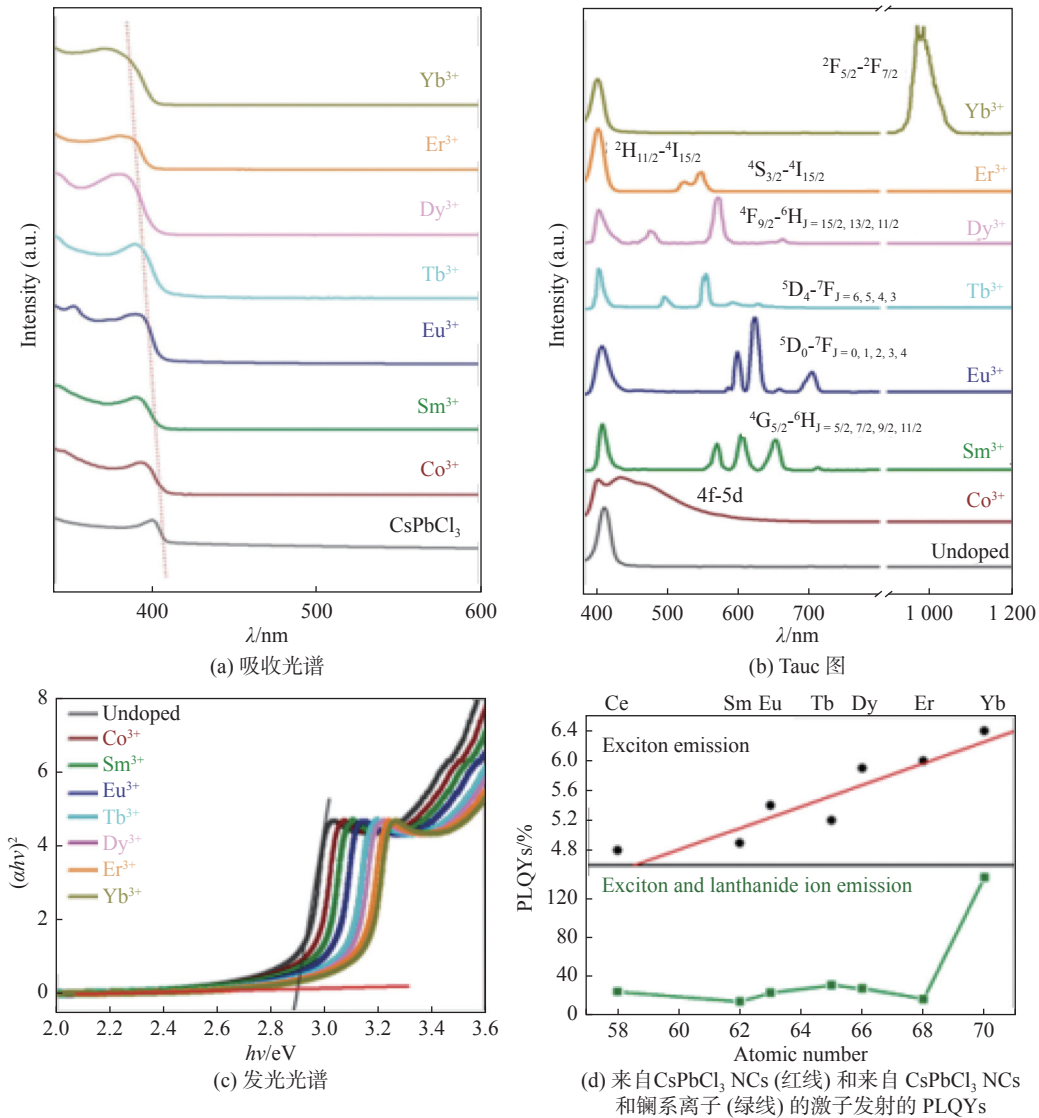 Yb³⁺
Er³⁺
Dy³⁺
Tb³⁺
Eu³⁺
Sm³⁺
Co³⁺
CsPbCl₃
Intensity (a.u.)
400 500 600
λ/nm
(a) 吸收光谱
²F₅/₂-²F₇/₂
Yb³⁺
²H₁₁/₂-⁴I₁₅/₂
⁴S₃/₂-⁴I₁₅/₂
Er³⁺
⁴F₉/₂-⁶H_J = 15/2, 13/2, 11/2
Dy³⁺
⁵D₄-⁷F_J = 6, 5, 4, 3
Tb³⁺
⁵D₀-⁷F_J = 0, 1, 2, 3, 4
Eu³⁺
⁴G₅/₂-⁶H_J = 5/2, 7/2, 9/2, 11/2
Sm³⁺
4f-5d
Co³⁺
Undoped
Intensity (a.u.)
400 500 600 700 1 000 1 200
λ/nm
(b) Tauc 图
8
6
4
2
0
(αhν)²
Undoped
Co³⁺
Sm³⁺
Eu³⁺
Tb³⁺
Dy³⁺
Er³⁺
Yb³⁺
2.0 2.2 2.4 2.6 2.8 3.0 3.2 3.4 3.6
hν/eV
(c) 发光光谱
Ce Sm Eu Tb Dy Er Yb
6.4
6.0
5.6
5.2
4.8
Exciton emission
PLQYs/%
Exciton and lanthanide ion emission
120
80
40
0
58 60 62 64 66 68 70
Atomic number
(d) 来自CsPbCl₃ NCs (红线) 和来自 CsPbCl₃ NCs
和镧系离子 (绿线) 的激子发射的 PLQYs